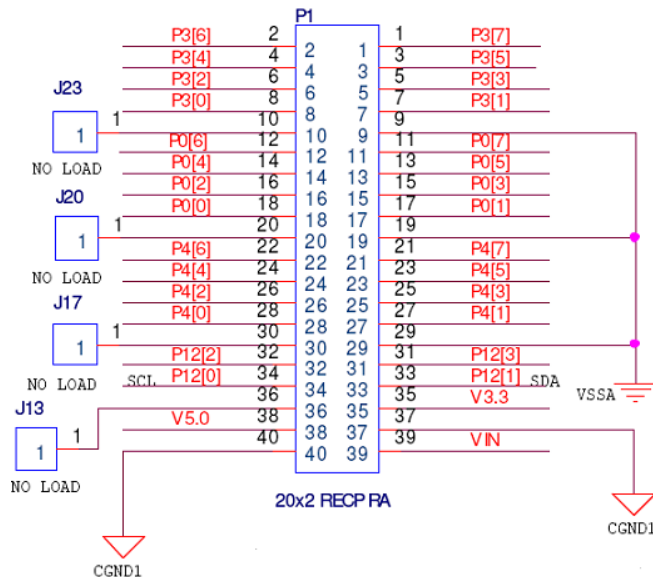 P1
P3[6] 2 2 1 1 P3[7]
P3[4] 4 4 3 3 P3[5]
P3[2] 6 6 5 5 P3[3]
P3[0] 8 8 7 7 P3[1]
J23 1 1 10 10 9 9
NO LOAD
P0[6] 12 12 11 11 P0[7]
P0[4] 14 14 13 13 P0[5]
P0[2] 16 16 15 15 P0[3]
P0[0] 18 18 17 17 P0[1]
J20 1 1 20 20 19 19
NO LOAD
P4[6] 22 22 21 21 P4[7]
P4[4] 24 24 23 23 P4[5]
P4[2] 26 26 25 25 P4[3]
P4[0] 28 28 27 27 P4[1]
J17 1 1 30 30 29 29
NO LOAD
P12[2] 32 32 31 31 P12[3]
SCL P12[0] 34 34 33 33 P12[1] SDA
VSSA
J13 1 1 36 36 35 35 V3.3
NO LOAD
V5.0 38 38 37 37
40 40 39 39 VIN
20x2 RECP RA
CGND1
CGND1